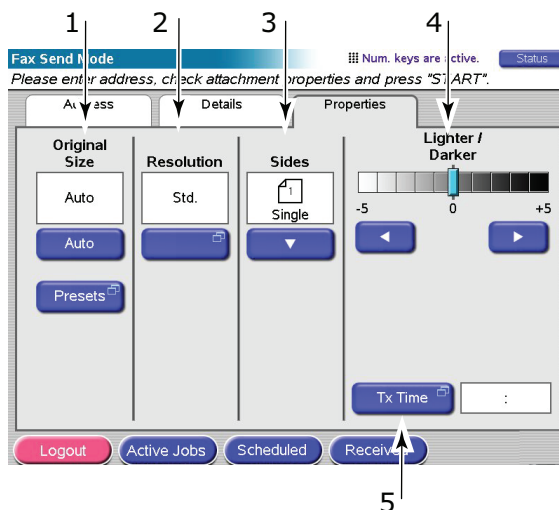 1 2 3 4
Fax Send Mode Num. keys are active. Status
Please enter address, check attachment properties and press "START".
Address Details Properties
Original Size Resolution Sides Lighter / Darker
Auto Std. 1 Single
-5 0 +5
Auto
Presets
Tx Time :
Logout Active Jobs Scheduled Received
5